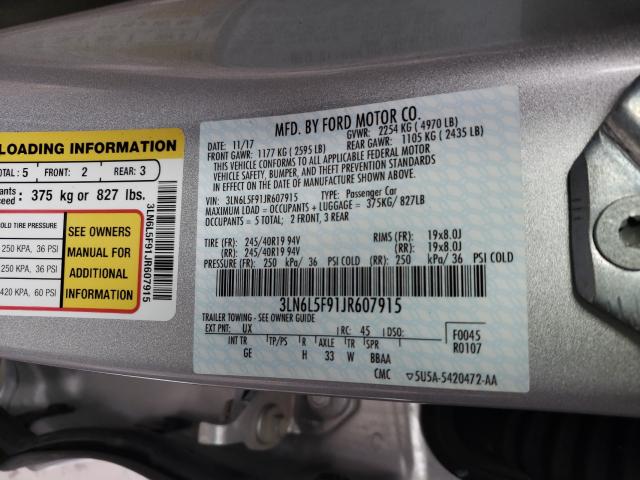 LOADING INFORMATION
OTAL : 5 FRONT: 2 REAR: 3
pants
ceed : 375 kg or 827 lbs.
COLD TIRE PRESSURE
250 KPA, 36 PSI
250 KPA, 36 PSI
420 KPA, 60 PSI
SEE OWNERS
MANUAL FOR
ADDITIONAL
INFORMATION
3LN6L5F91JR607915
MFD. BY FORD MOTOR CO.
DATE: 11/17 GVWR: 2254 KG ( 4970 LB)
FRONT GAWR: 1177 KG ( 2595 LB) REAR GAWR: 1105 KG ( 2435 LB)
THIS VEHICLE CONFORMS TO ALL APPLICABLE FEDERAL MOTOR
VEHICLE SAFETY, BUMPER, AND THEFT PREVENTION STANDARDS
IN EFFECT ON THE DATE OF MANUFACTURE SHOWN ABOVE.
VIN: 3LN6L5F91JR607915 TYPE: Passenger Car
MAXIMUM LOAD = OCCUPANTS + LUGGAGE = 375KG/ 827LB
OCCUPANTS = 5 TOTAL; 2 FRONT, 3 REAR
TIRE (FR): 245/40R19 94V RIMS (FR): 19x8.0J
(RR): 245/40R19 94V (RR): 19x8.0J
PRESSURE (FR): 250 kPa/ 36 PSI COLD (RR): 250 kPa/ 36 PSI COLD
3LN6L5F91JR607915
TRAILER TOWING - SEE OWNER GUIDE
EXT PNT: UX RC: 45 DSO: F0045
INT TR TP/PS R AXLE TR SPR R0107
GE H 33 W BBAA
CMC ▽5U5A-5420472-AA